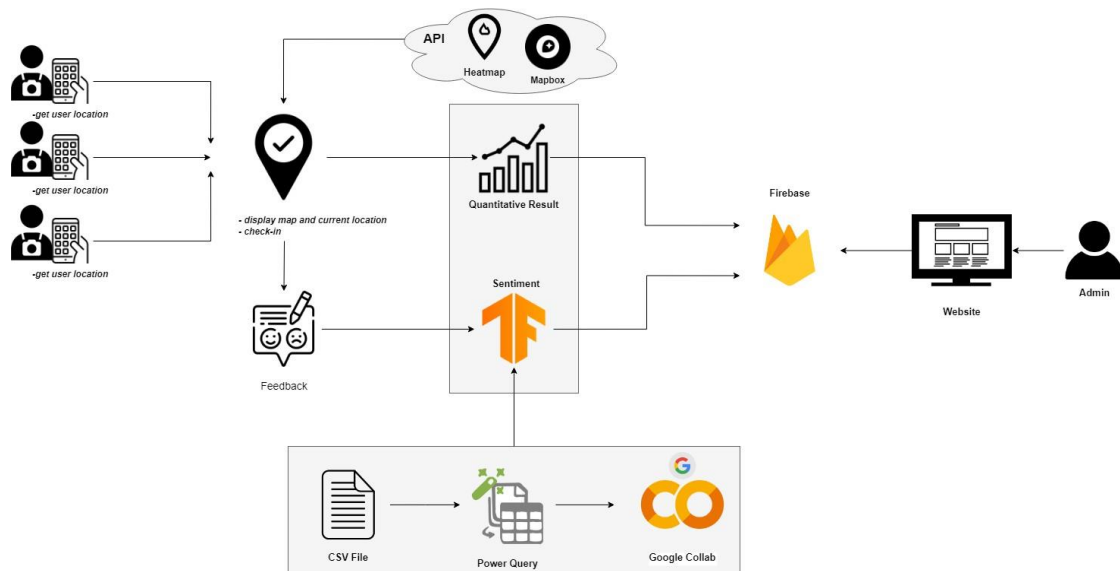 API
Heatmap
Mapbox
-get user location
-get user location
-get user location
- display map and current location
- check-in
Quantitative Result
Firebase
Sentiment
Website
Admin
Feedback
CSV File
Power Query
G
Google Collab